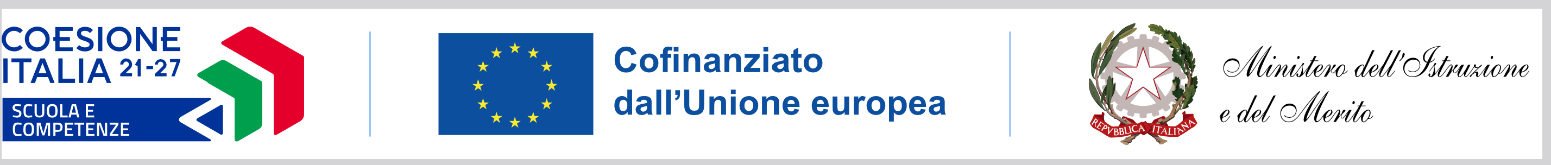 COESIONE
ITALIA 21-27
SCUOLA E
COMPETENZE
Cofinanziato
dall'Unione europea
REPVBBLICA ITALIANA
Ministero dell'Istruzione
e del Merito